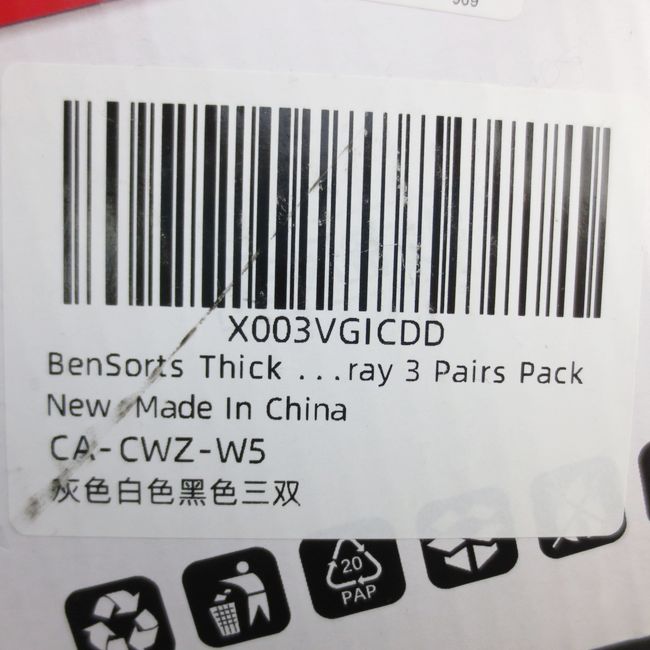 X003VGICDD
BenSorts Thick ...ray 3 Pairs Pack
New Made In China
CA-CWZ-W5
灰色白色黑色三双
20
PAP